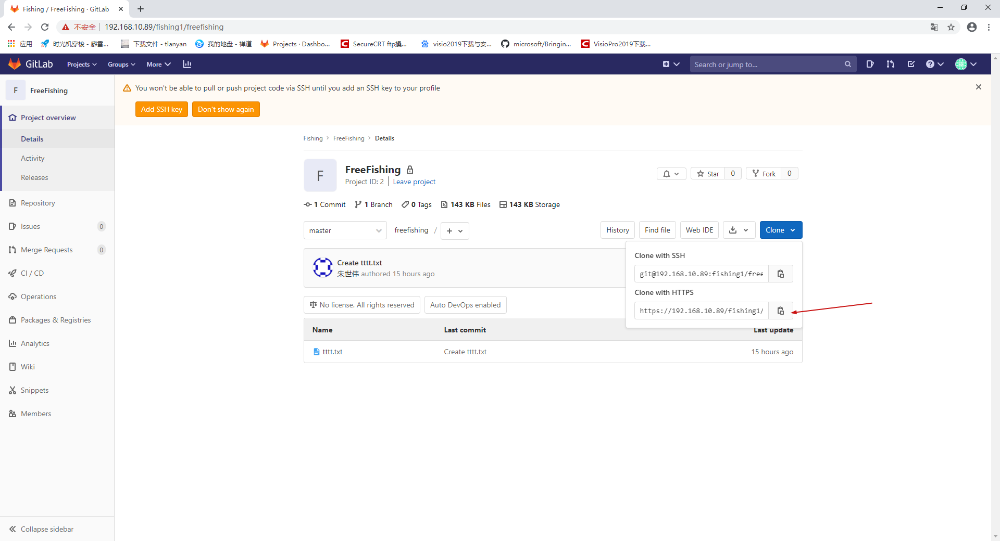 Fishing / FreeFishing · GitLab
不安全 192.168.10.89/fishing1/freefishing
应用 时光机穿梭 - 廖雪... 下载文件 - tlanyan 我的地盘 - 禅道 Projects · Dashbo... SecureCRT ftp操... visio2019下载与安... microsoft/Bringin... VisioPro2019下载...
GitLab Projects Groups More Search or jump to...
F FreeFishing
You won't be able to pull or push project code via SSH until you add an SSH key to your profile
Add SSH key Don't show again
Project overview
Details
Activity
Releases
Repository
Issues 0
Merge Requests 0
CI / CD
Operations
Packages & Registries
Analytics
Wiki
Snippets
Members
Collapse sidebar
Fishing › FreeFishing › Details
F
FreeFishing
Project ID: 2 Leave project
Star 0 Fork 0
1 Commit 1 Branch 0 Tags 143 KB Files 143 KB Storage
master freefishing / +
History Find file Web IDE Clone
Create tttt.txt
朱世伟 authored 15 hours ago
Clone with SSH
git@192.168.10.89:fishing1/free
Clone with HTTPS
https://192.168.10.89/fishing1/
No license. All rights reserved Auto DevOps enabled
Name Last commit Last update
tttt.txt Create tttt.txt 15 hours ago